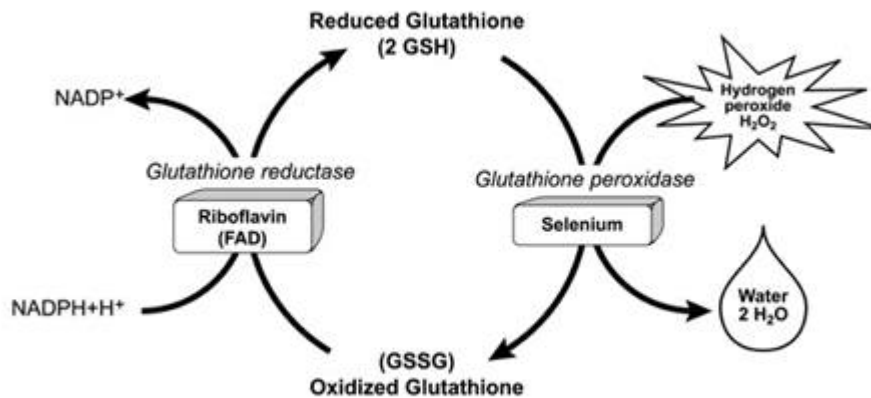 Reduced Glutathione
(2 GSH)
NADP⁺
Hydrogen
peroxide
H₂O₂
Glutathione reductase
Glutathione peroxidase
Riboflavin
(FAD)
Selenium
NADPH+H⁺
Water
2 H₂O
(GSSG)
Oxidized Glutathione